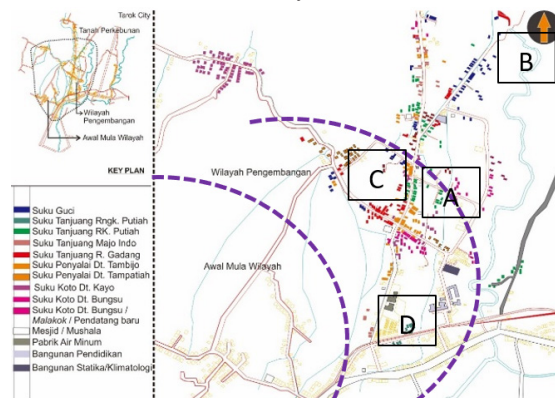 Tarok City
Tanah Perkebunan
Wilayah
Pengembangan
Awal Mula Wilayah
KEY PLAN
Suku Guci
Suku Tanjuang Rngk. Putiah
Suku Tanjuang RK. Putiah
Suku Tanjuang Majo Indo
Suku Tanjuang R. Gadang
Suku Penyalai Dt. Tambijo
Suku Penyalai Dt. Tampatiah
Suku Koto Dt. Kayo
Suku Koto Dt. Bungsu
Suku Koto Dt. Bungsu /
Malakok / Pendatang baru
Mesjid / Mushala
Pabrik Air Minum
Bangunan Pendidikan
Bangunan Statika/Klimatologi
Wilayah Pengembangan
Awal Mula Wilayah
B
C
A
D